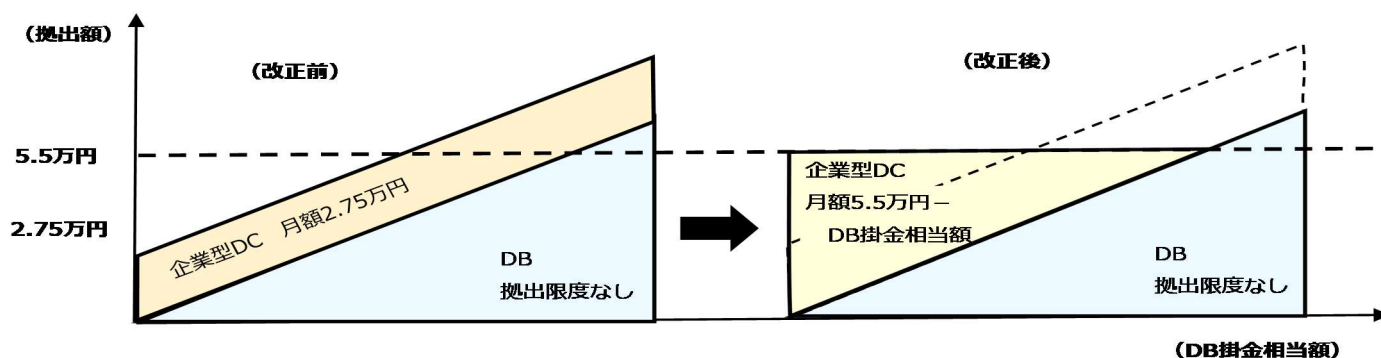 (拠出額)
(改正前)
5.5万円
2.75万円
企業型DC 月額2.75万円
DB
拠出限度なし
(改正後)
企業型DC
月額5.5万円－
DB掛金相当額
DB
拠出限度なし
(DB掛金相当額)